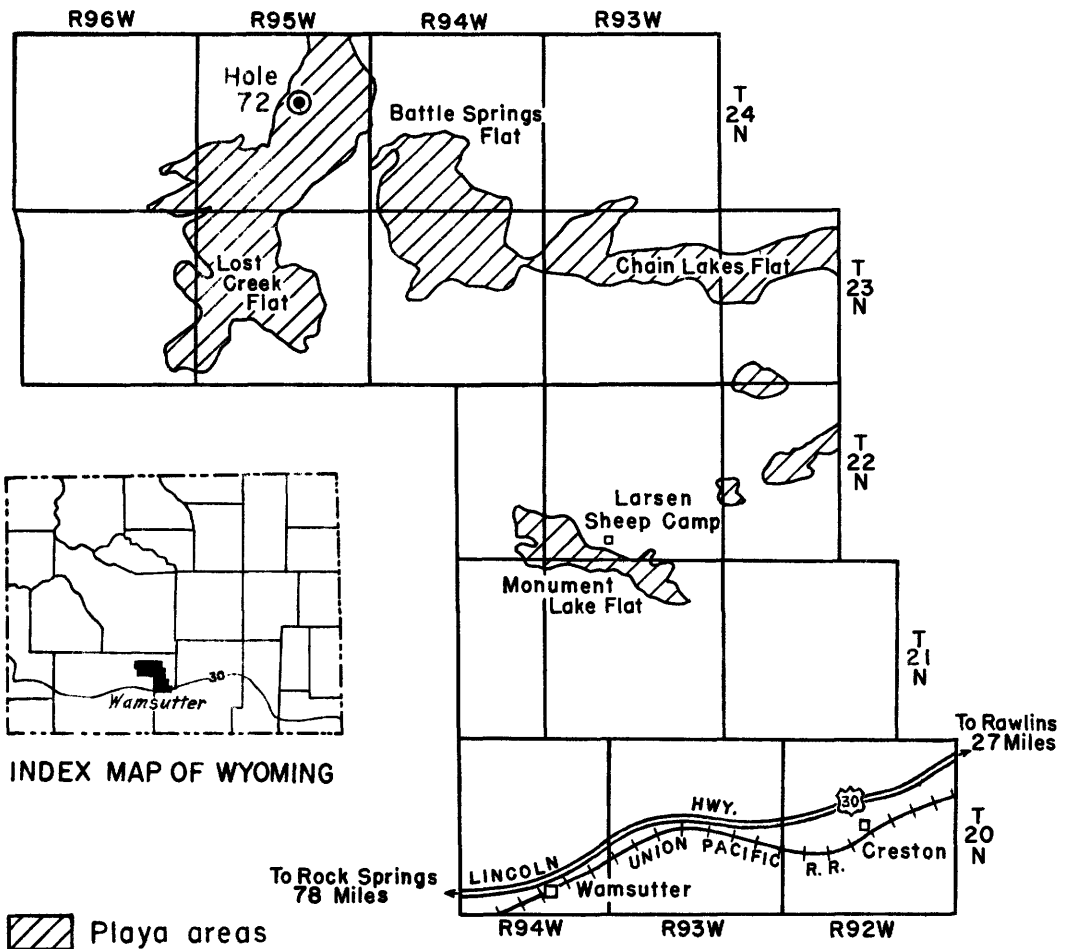 R96W R95W R94W R93W
Hole
72
Battle Springs
Flat
T
24
N
Lost
Creek
Flat
Chain Lakes Flat
T
23
N
T
22
N
Larsen
Sheep Camp
Monument
Lake Flat
T
21
N
30
Wamsutter
INDEX MAP OF WYOMING
To Rawlins
27 Miles
HWY.
30
LINCOLN
UNION PACIFIC R. R.
Creston
T
20
N
To Rock Springs
78 Miles
Wamsutter
R94W R93W R92W
Playa areas